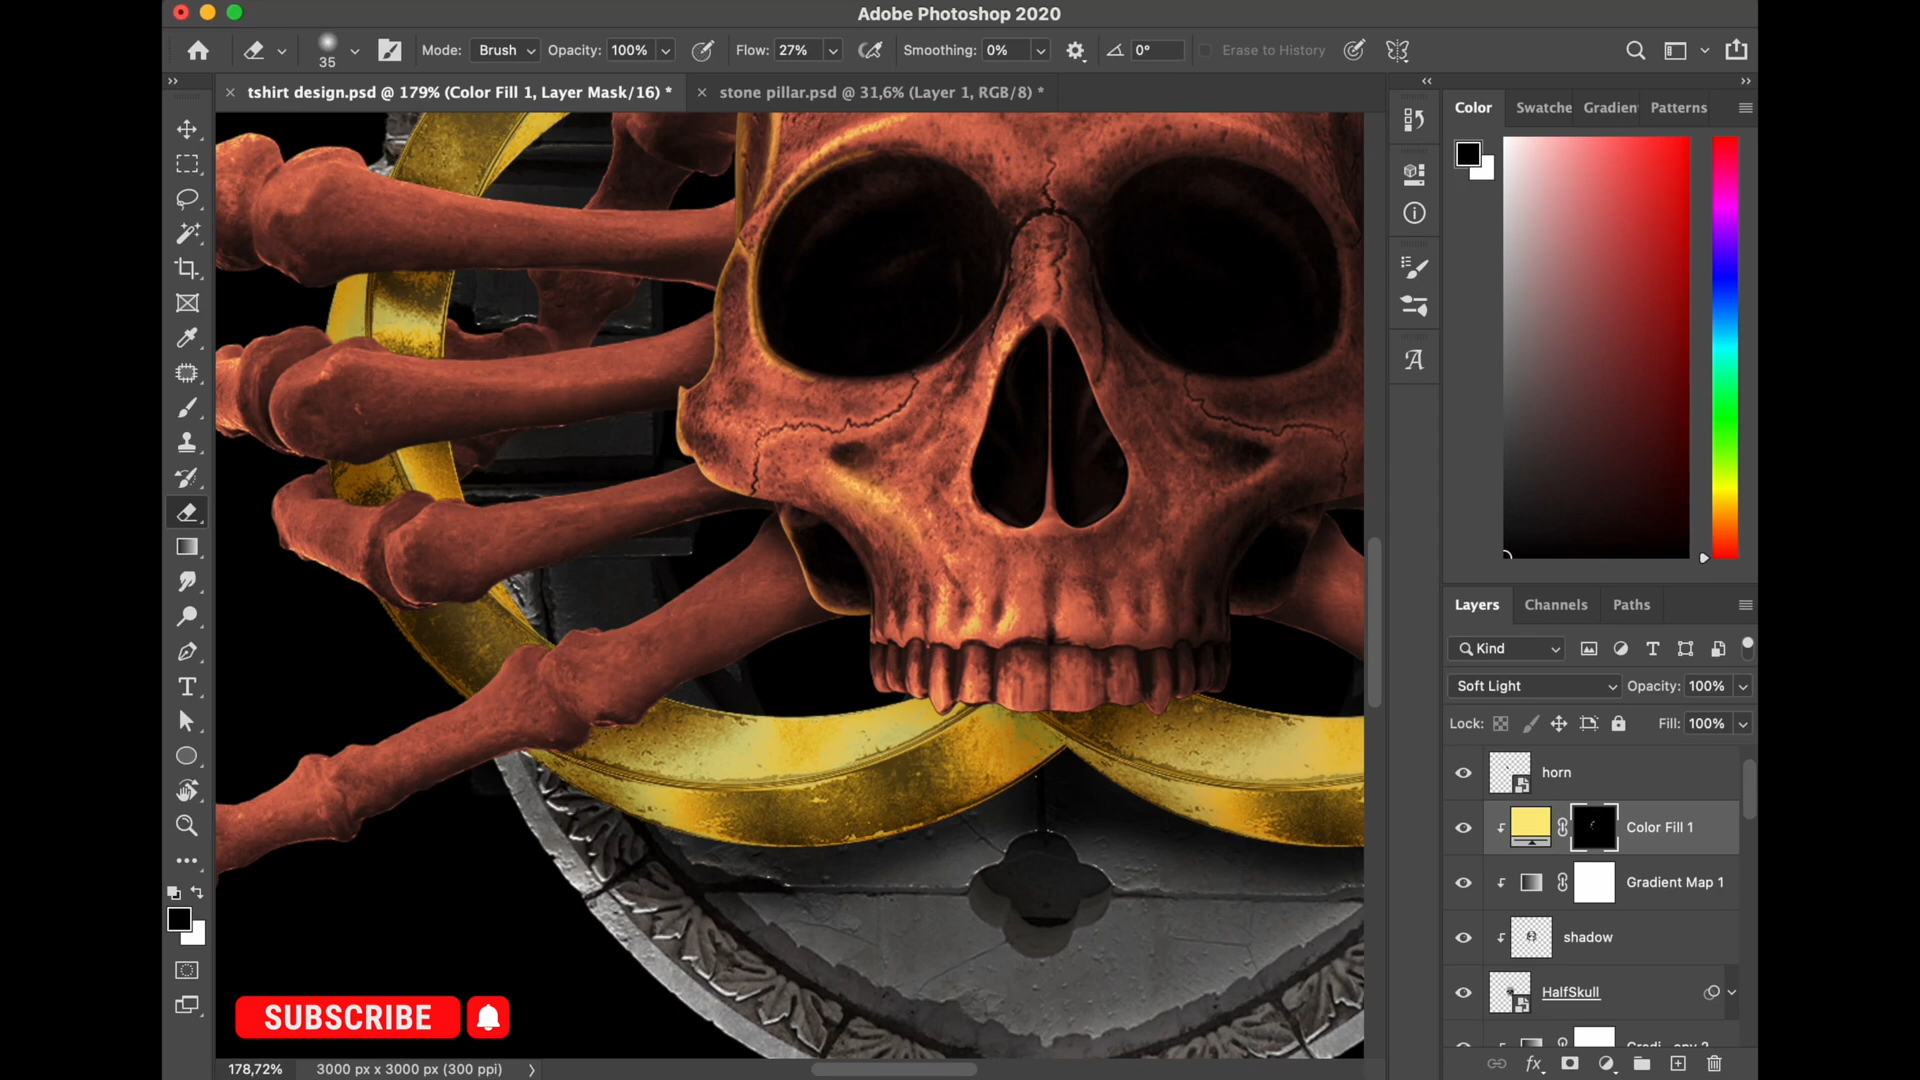 Adobe Photoshop 2020
35
Mode: Brush
Opacity: 100%
Flow: 27%
Smoothing: 0%
0°
Erase to History
tshirt design.psd @ 179% (Color Fill 1, Layer Mask/16) *
stone pillar.psd @ 31,6% (Layer 1, RGB/8) *
Color
Swatche
Gradien
Patterns
Layers
Channels
Paths
Kind
Soft Light
Opacity: 100%
Lock:
Fill: 100%
horn
Color Fill 1
Gradient Map 1
shadow
HalfSkull
SUBSCRIBE
178,72%
3000 px x 3000 px (300 ppi)